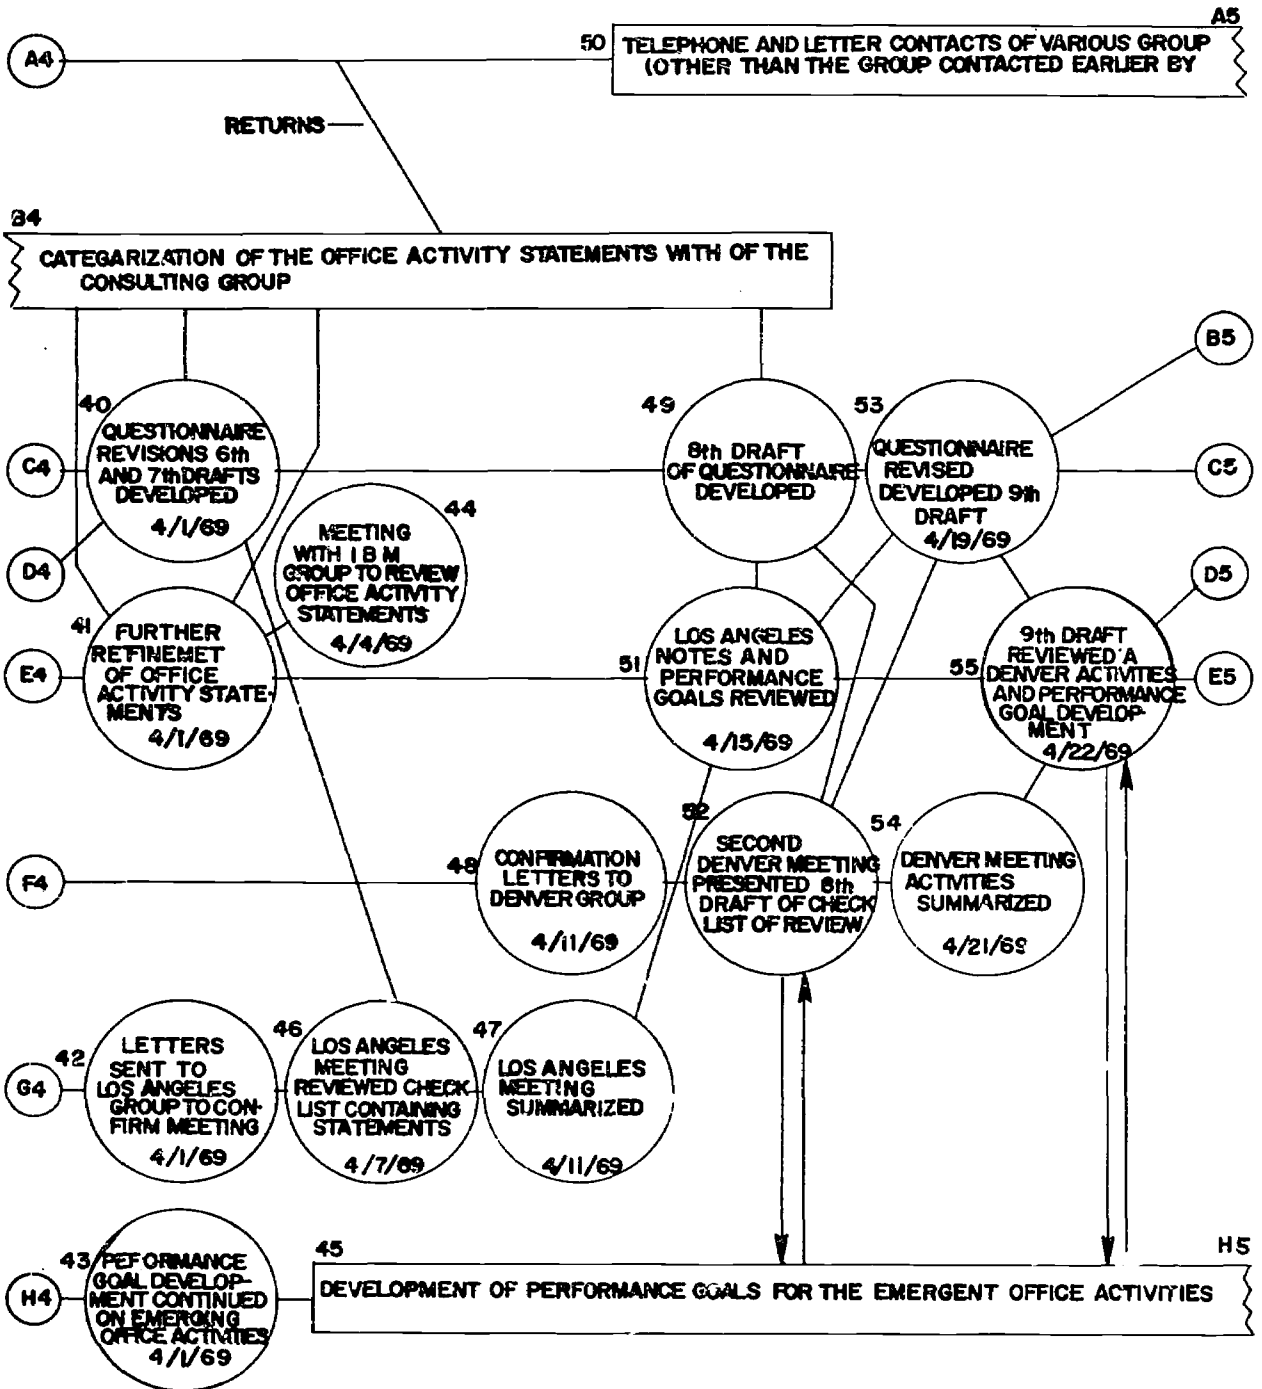 A5
A4
50
TELEPHONE AND LETTER CONTACTS OF VARIOUS GROUP
(OTHER THAN THE GROUP CONTACTED EARLIER BY
RETURNS
B4
CATEGARIZATION OF THE OFFICE ACTIVITY STATEMENTS WITH OF THE
CONSULTING GROUP
B5
C4
40
QUESTIONNAIRE
REVISIONS 6th
AND 7th DRAFTS
DEVELOPED
4/1/69
49
8th DRAFT
OF QUESTIONNAIRE
DEVELOPED
53
QUESTIONNAIRE
REVISED
DEVELOPED 9th
DRAFT
4/19/69
C5
44
MEETING
WITH I B M
GROUP TO REVIEW
OFFICE ACTIVITY
STATEMENTS
4/4/69
D4
D5
E4
41
FURTHER
REFINEMET
OF OFFICE
ACTIVITY STATE-
MENTS
4/1/69
51
LOS ANGELES
NOTES AND
PERFORMANCE
GOALS REVIEWED
4/15/69
55
9th DRAFT
REVIEWED'A
DENVER ACTIVITIES
AND PERFORMANCE
GOAL DEVELOP-
MENT
4/22/69
E5
F4
48
CONFIRMATION
LETTERS TO
DENVER GROUP
4/11/69
52
SECOND
DENVER MEETING
PRESENTED 8th
DRAFT OF CHECK
LIST OF REVIEW
54
DENVER MEETING
ACTIVITIES
SUMMARIZED
4/21/69
G4
42
LETTERS
SENT TO
LOS ANGELES
GROUP TO CON-
FIRM MEETING
4/1/69
46
LOS ANGELES
MEETING
REVIEWED CHECK
LIST CONTAINING
STATEMENTS
4/7/69
47
LOS ANGELES
MEETING
SUMMARIZED
4/11/69
H4
43
PEFORMANCE
GOAL DEVELOP-
MENT CONTINUED
ON EMERGING
OFFICE ACTIVITIES
4/1/69
45
H5
DEVELOPMENT OF PERFORMANCE GOALS FOR THE EMERGENT OFFICE ACTIVITIES